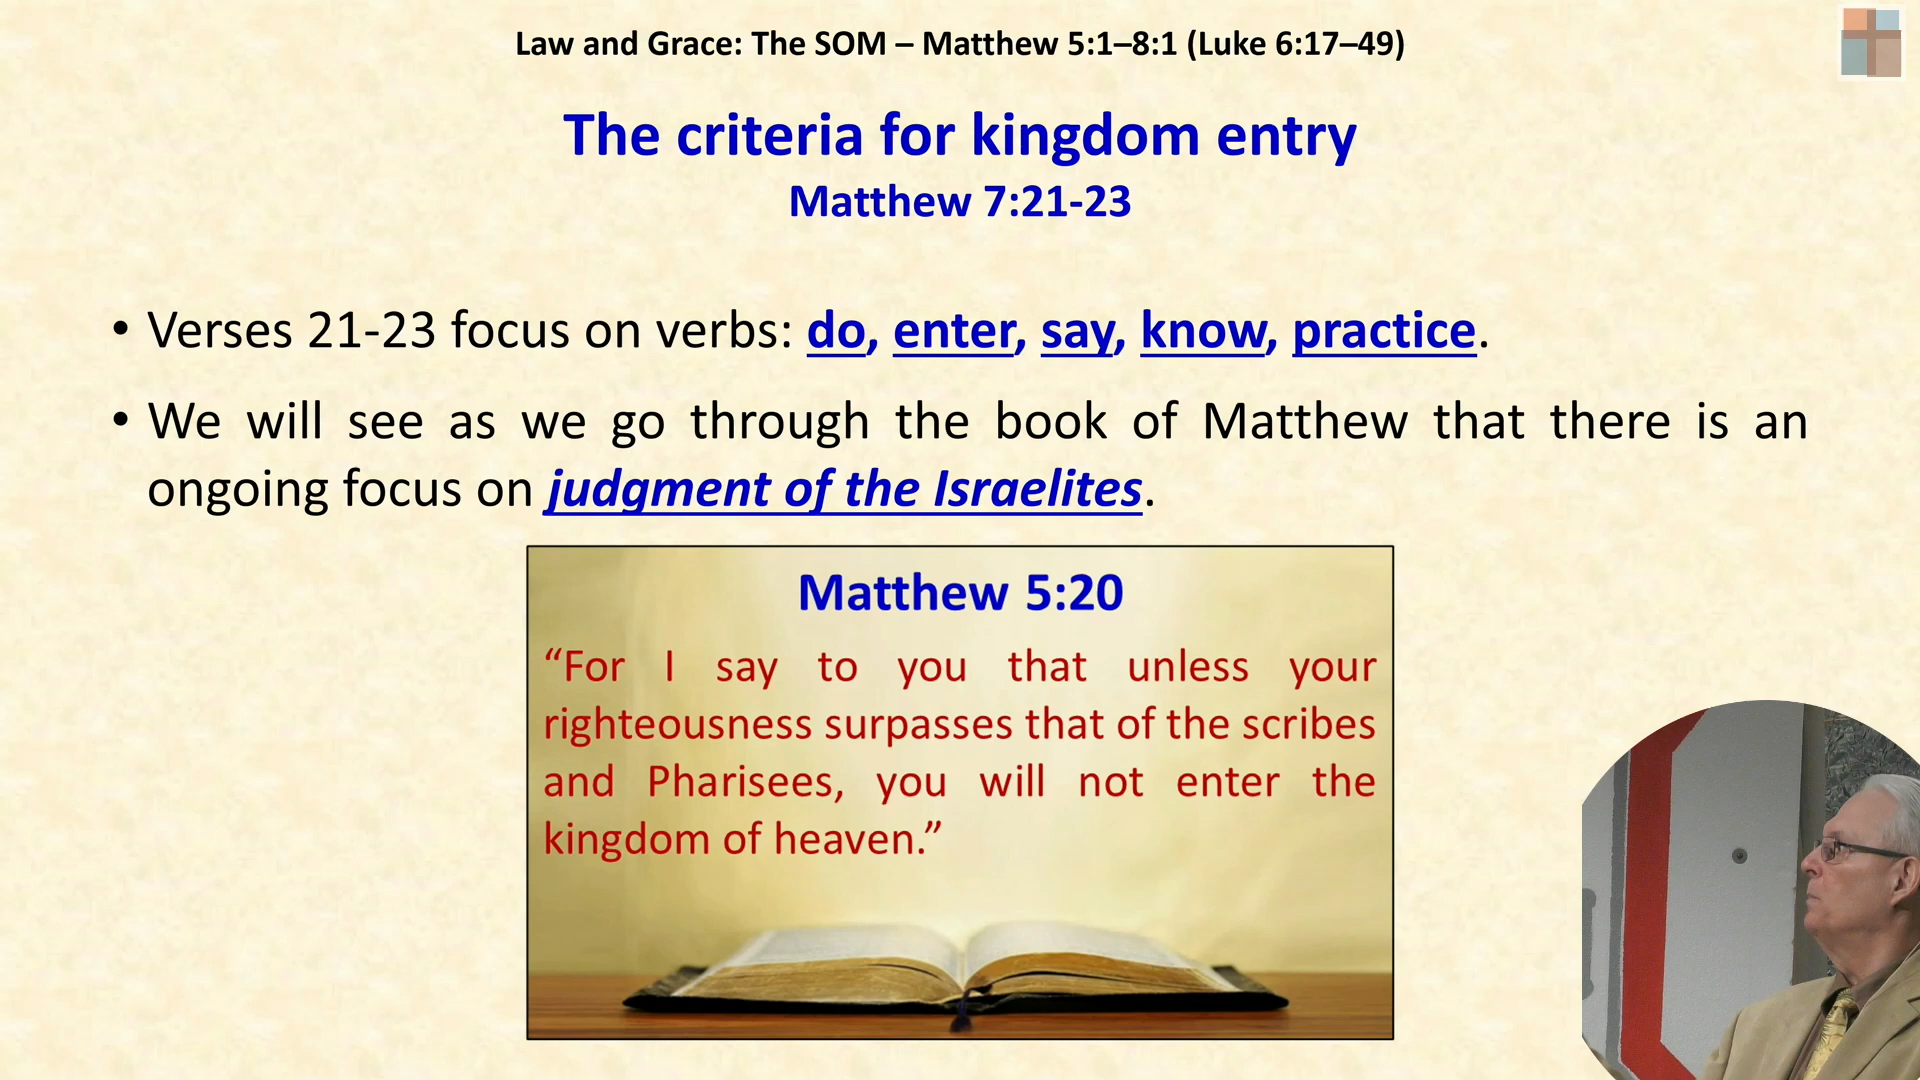 Law and Grace: The SOM – Matthew 5:1–8:1 (Luke 6:17–49)
The criteria for kingdom entry
Matthew 7:21-23
• Verses 21-23 focus on verbs: do, enter, say, know, practice.
• We will see as we go through the book of Matthew that there is an
ongoing focus on judgment of the Israelites.
Matthew 5:20
“For I say to you that unless your
righteousness surpasses that of the scribes
and Pharisees, you will not enter the
kingdom of heaven.”